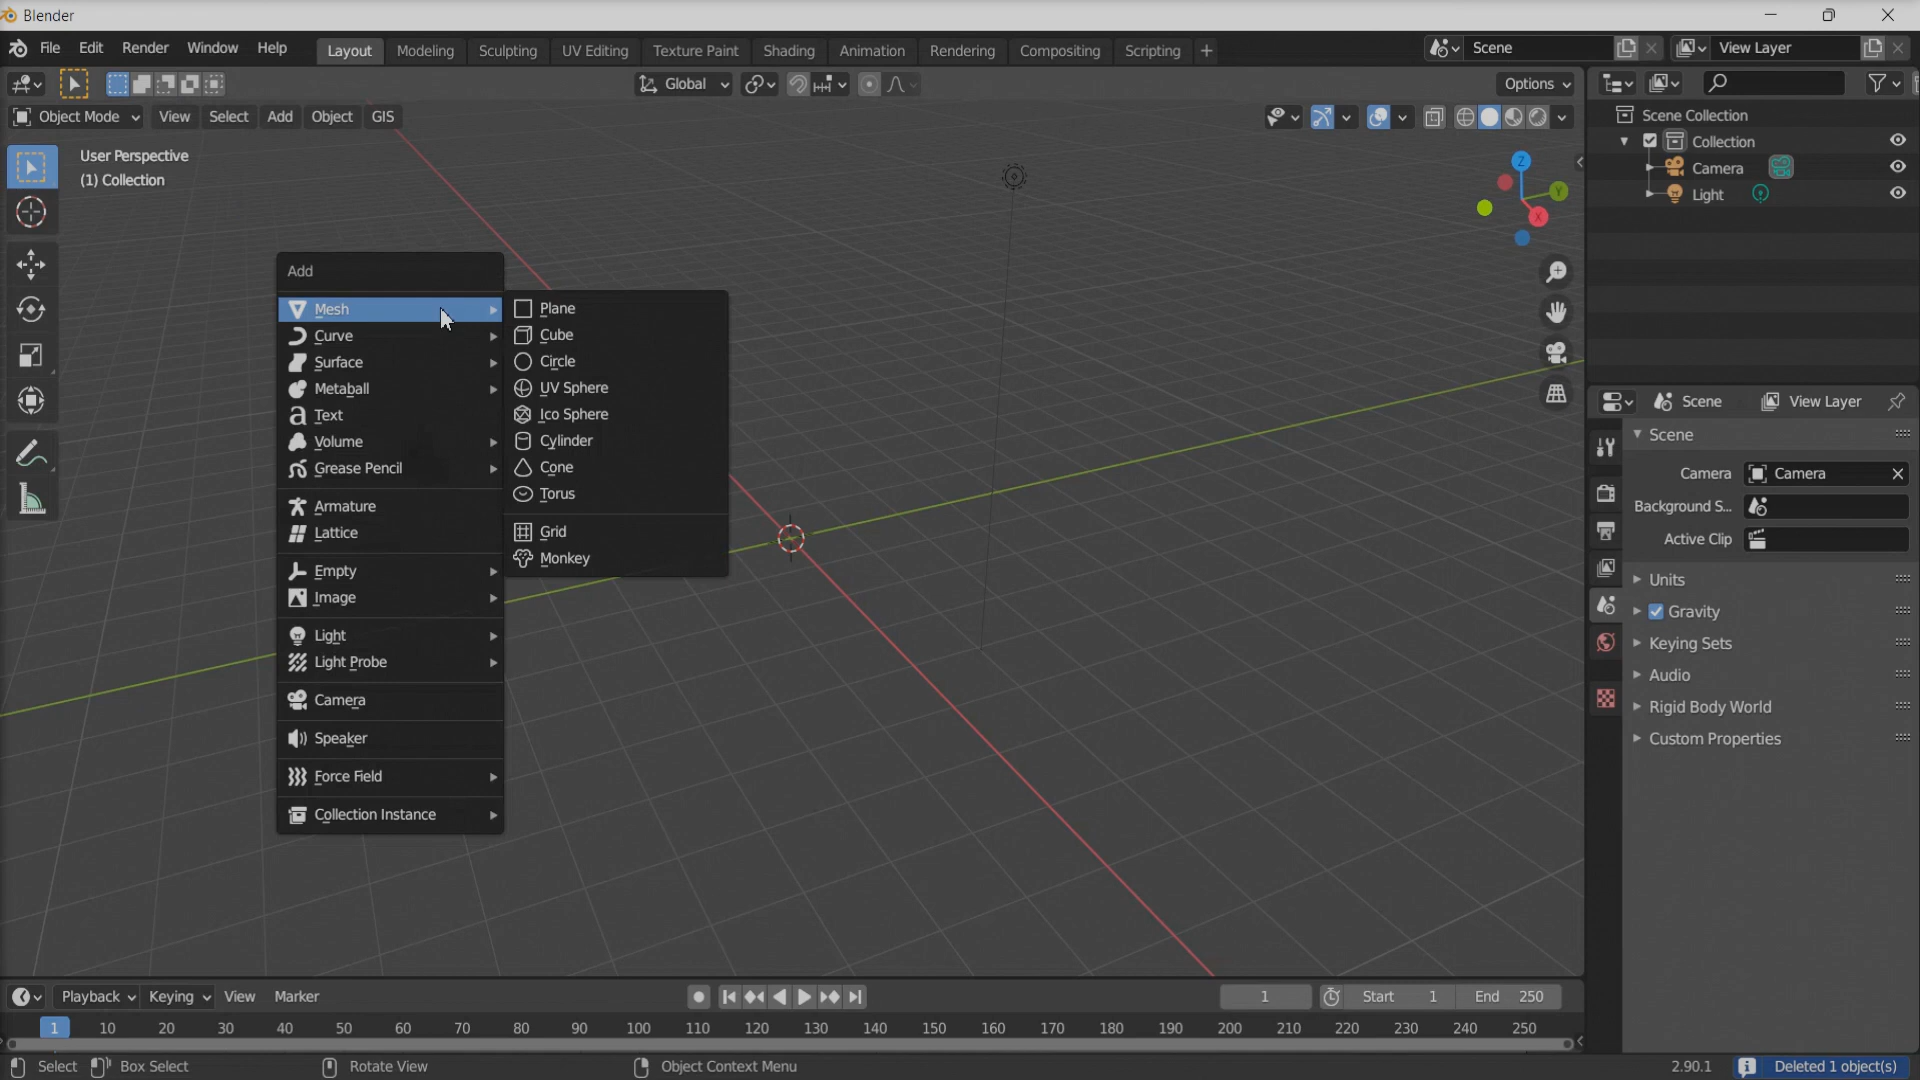 Blender
File Edit Render Window Help Layout Modeling Sculpting UV Editing Texture Paint Shading Animation Rendering Compositing Scripting + Scene View Layer
Global Options
Object Mode View Select Add Object GIS
User Perspective
(1) Collection
Z
Y
X
Add
Mesh
Curve
Surface
Metaball
Text
Volume
Grease Pencil
Armature
Lattice
Empty
Image
Light
Light Probe
Camera
Speaker
Force Field
Collection Instance
Plane
Cube
Circle
UV Sphere
Ico Sphere
Cylinder
Cone
Torus
Grid
Monkey
Scene Collection
Collection
Camera
Light
Scene View Layer
Scene
Camera Camera
Background S...
Active Clip
Units
Gravity
Keying Sets
Audio
Rigid Body World
Custom Properties
Playback Keying View Marker 1 Start 1 End 250
1 10 20 30 40 50 60 70 80 90 100 110 120 130 140 150 160 170 180 190 200 210 220 230 240 250
Select Box Select Rotate View Object Context Menu 2.90.1 Deleted 1 object(s)